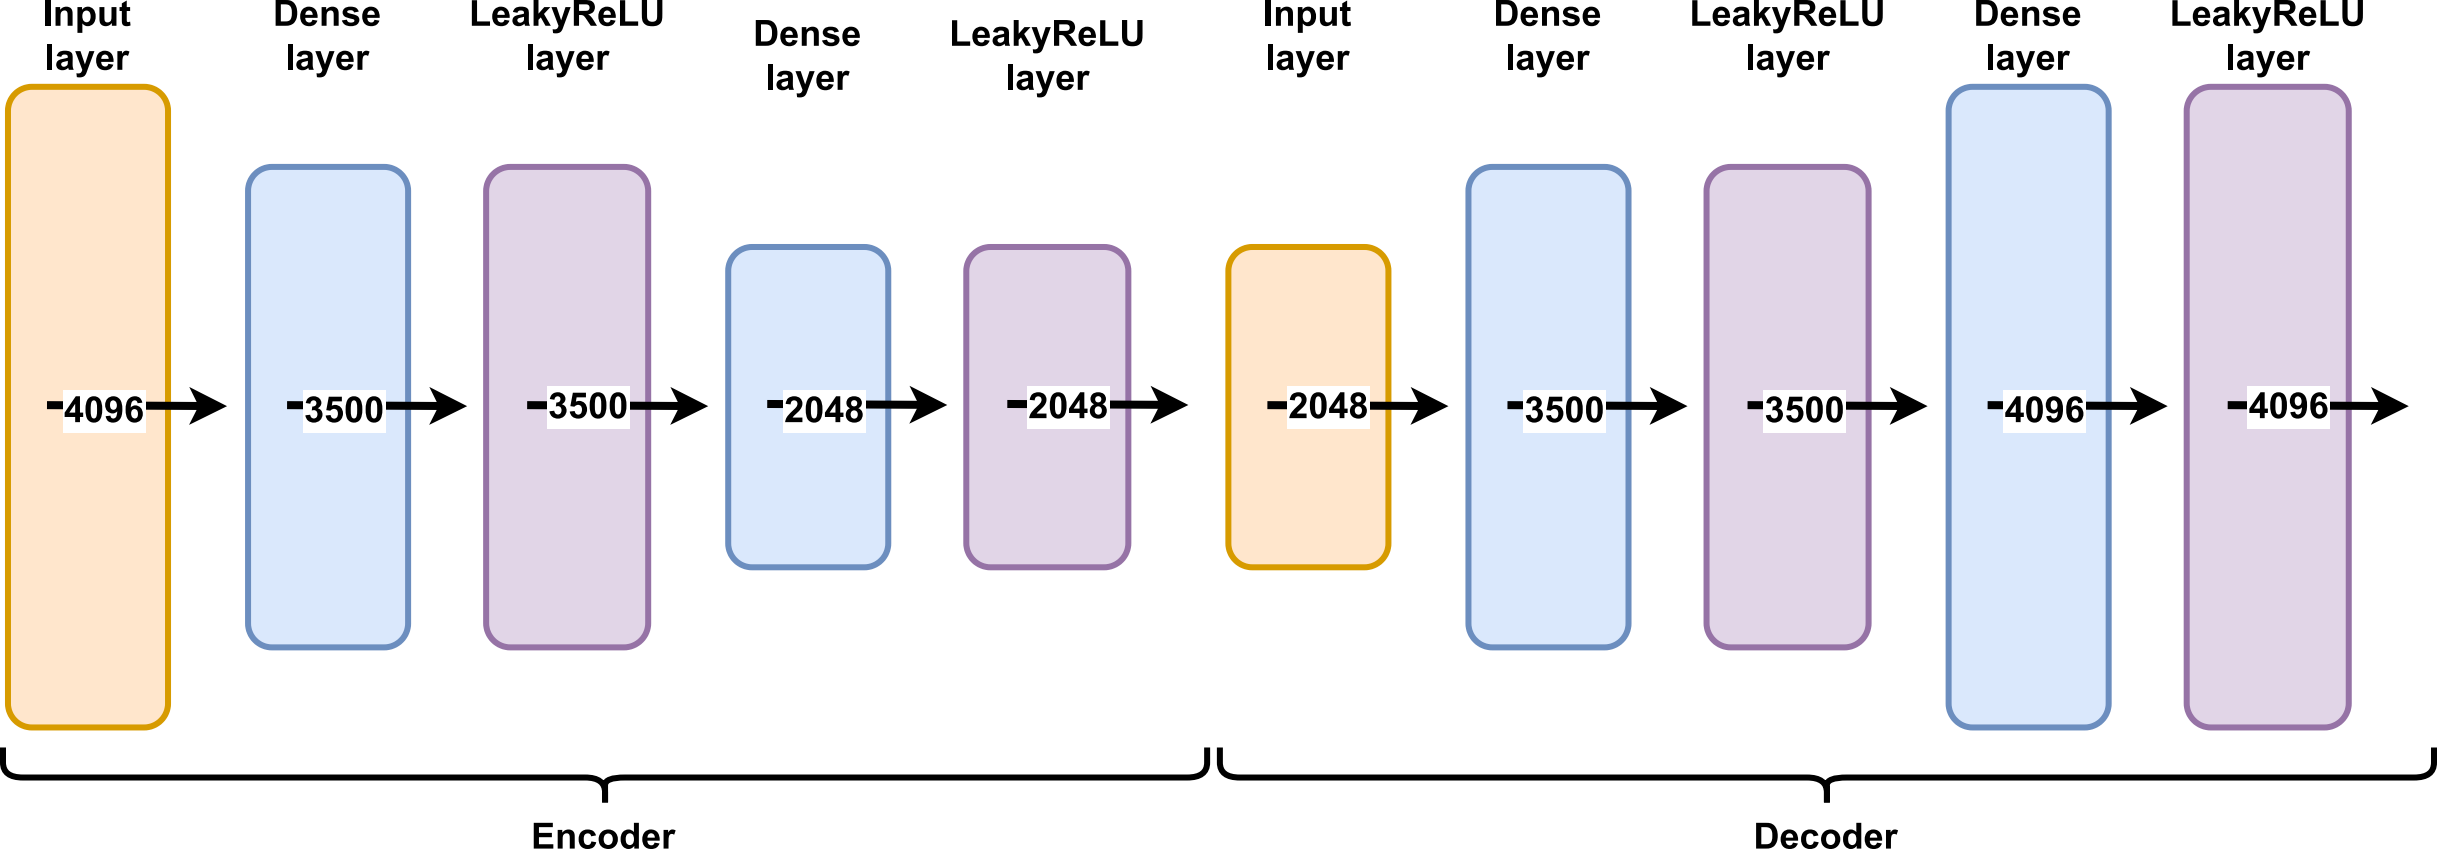 Input
layer
Dense
layer
LeakyReLU
layer
Dense
layer
LeakyReLU
layer
Input
layer
Dense
layer
LeakyReLU
layer
Dense
layer
LeakyReLU
layer
4096
3500
3500
2048
2048
2048
3500
3500
4096
4096
Encoder
Decoder